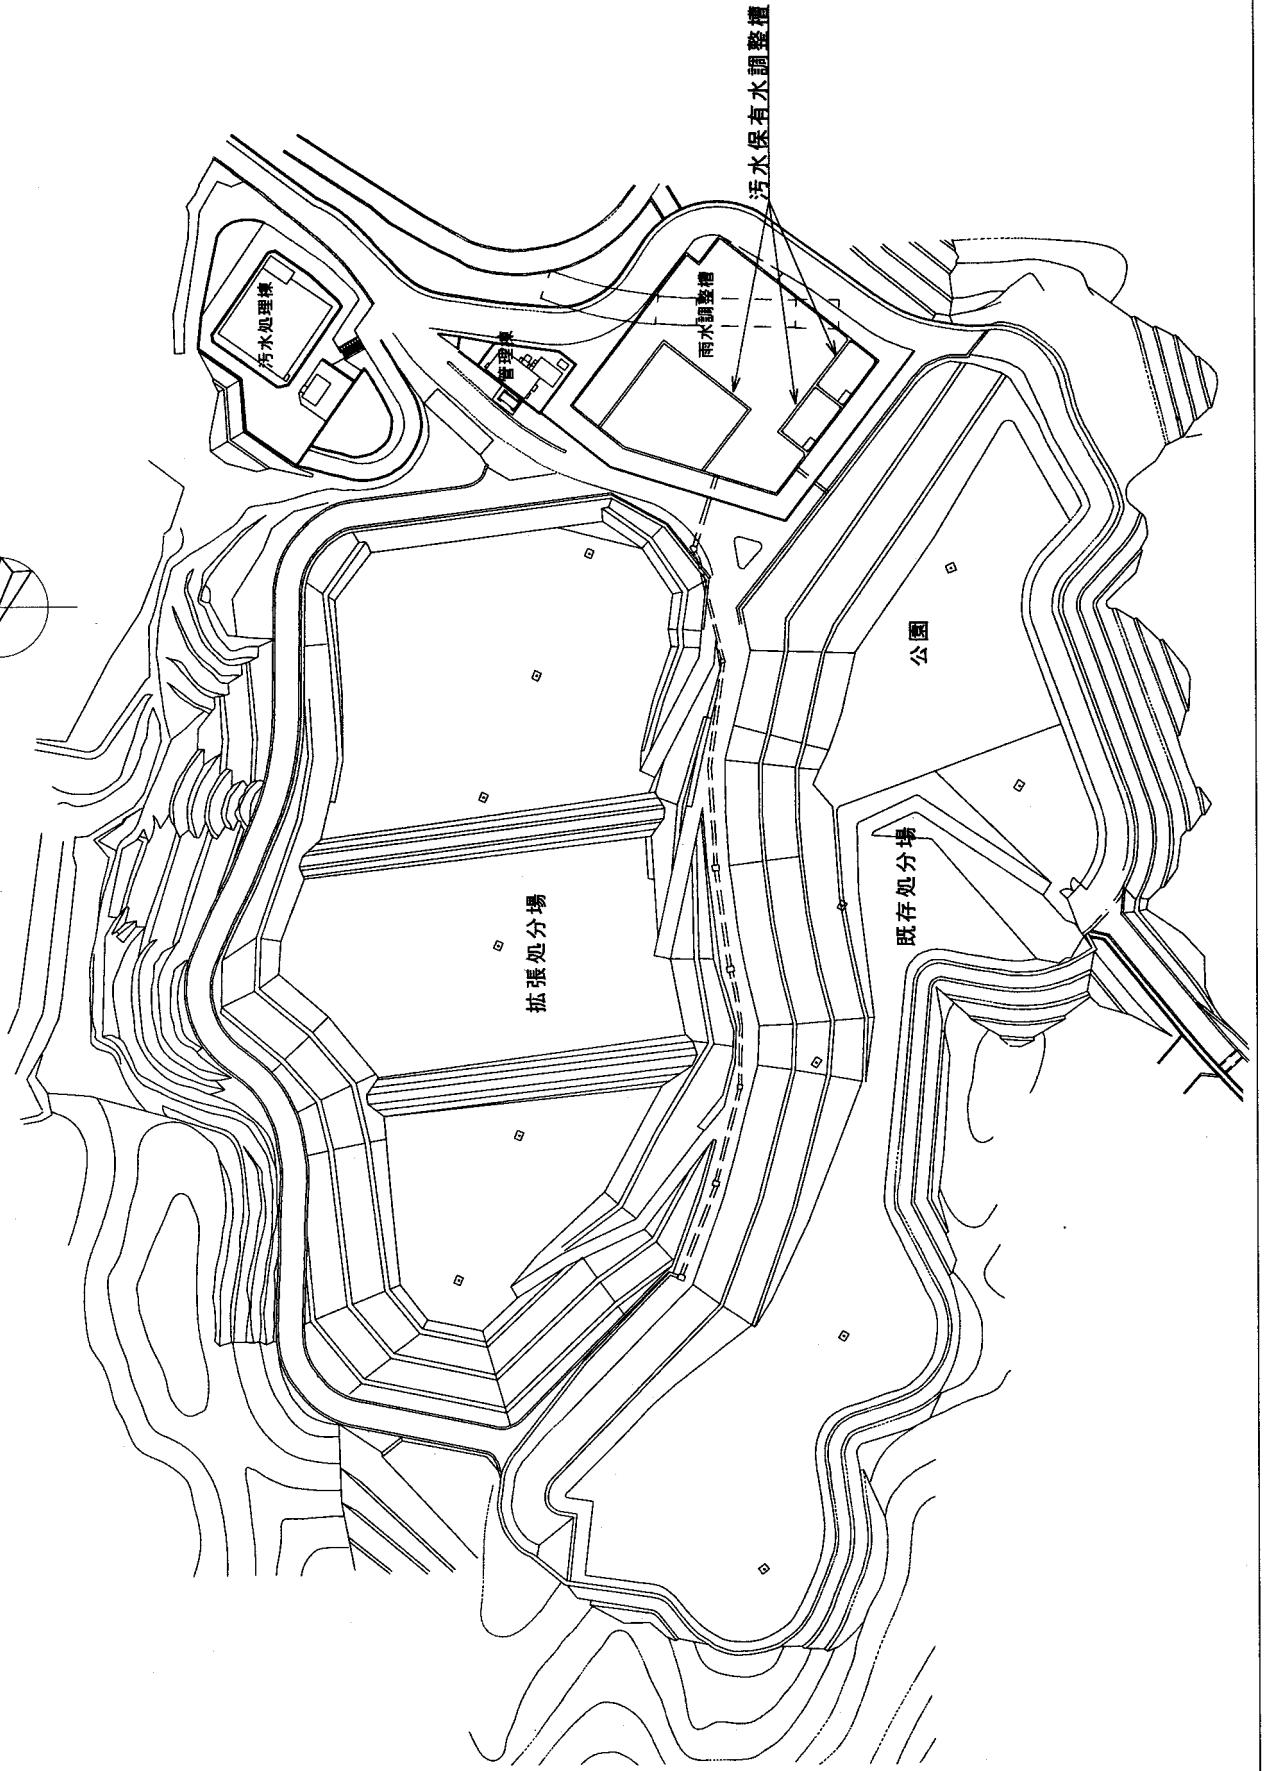 汚水保有水調整槽
汚水処理棟
管理棟
雨水調整槽
公園
既存処分場
拡張処分場